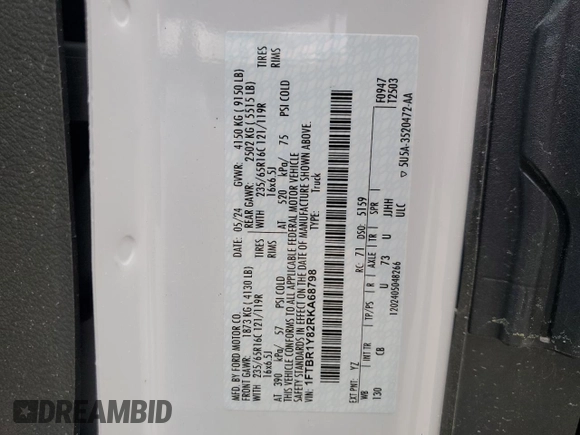 MFD. BY FORD MOTOR CO. DATE: 05/24 GVWR: 4150 KG ( 9150 LB)
FRONT GAWR: 1873 KG ( 4130 LB) REAR GAWR: 2502 KG ( 5515 LB)
WITH 235/65R16C 121/119R TIRES WITH 235/65R16C 121/119R TIRES
16x6.5J RIMS 16x6.5J RIMS
AT 390 kPa/ 57 PSI COLD AT 520 kPa/ 75 PSI COLD
THIS VEHICLE CONFORMS TO ALL APPLICABLE FEDERAL MOTOR VEHICLE
SAFETY STANDARDS IN EFFECT ON THE DATE OF MANUFACTURE SHOWN ABOVE.
VIN: 1FTBR1Y82RKA68798 TYPE: Truck
F0947
T2503
EXT PNT: YZ RC: 71 DSO: 5159
WB INT TR TP/PS R AXLE TR SPR
130 CB U 73 U JJHH
1202405048266 ULC
▽ 5U5A-3520472-AA
DREAMBID